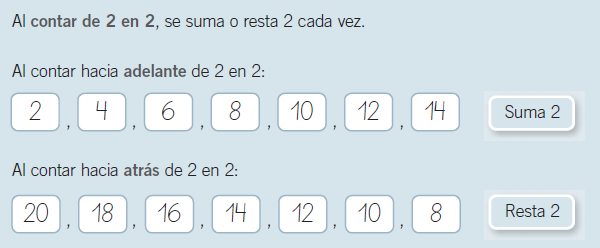 Al contar de 2 en 2, se suma o resta 2 cada vez.
Al contar hacia adelante de 2 en 2:
2 , 4 , 6 , 8 , 10 , 12 , 14 Suma 2
Al contar hacia atrás de 2 en 2:
20 , 18 , 16 , 14 , 12 , 10 , 8 Resta 2